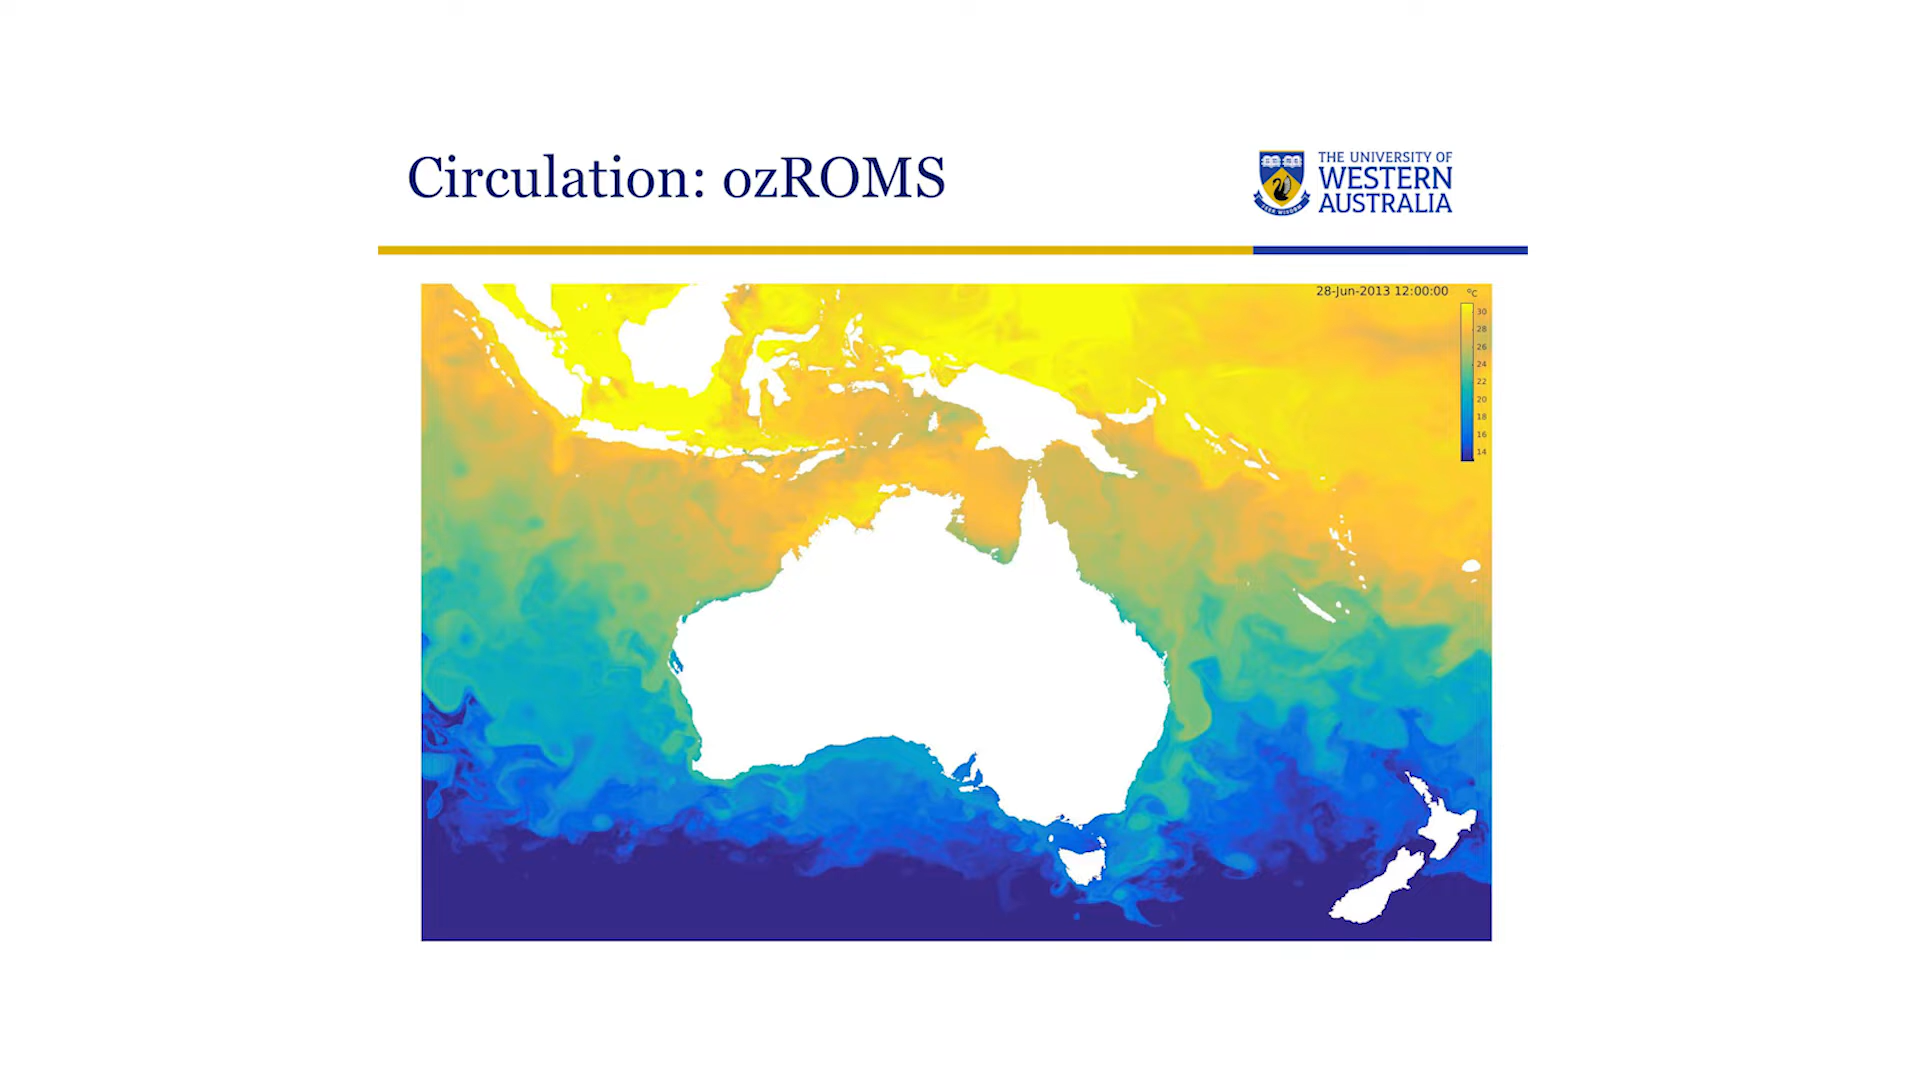 Circulation: ozROMS
THE UNIVERSITY OF
WESTERN
AUSTRALIA
28-Jun-2013 12:00:00
°C
30
28
26
24
22
20
18
16
14